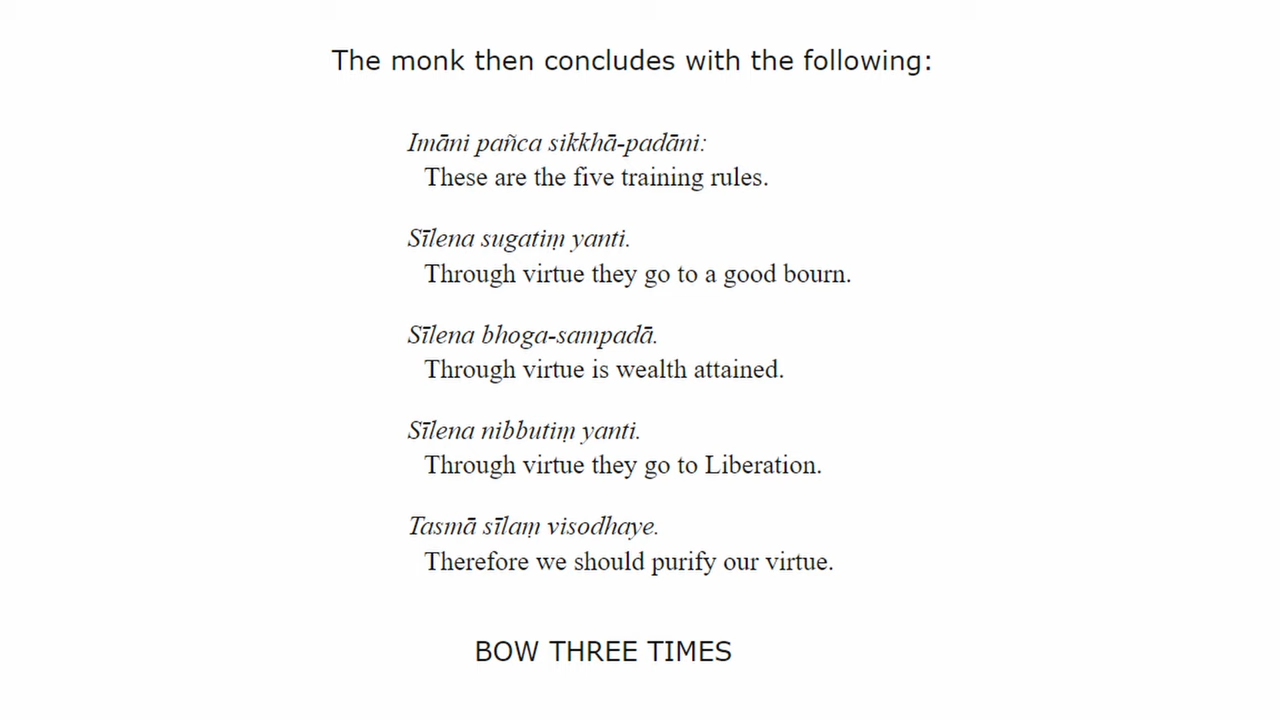 The monk then concludes with the following:
Imāni pañca sikkhā-padāni:
These are the five training rules.
Sīlena sugatiṃ yanti.
Through virtue they go to a good bourn.
Sīlena bhoga-sampadā.
Through virtue is wealth attained.
Sīlena nibbutiṃ yanti.
Through virtue they go to Liberation.
Tasmā sīlaṃ visodhaye.
Therefore we should purify our virtue.
BOW THREE TIMES